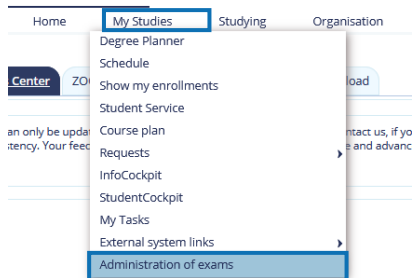 Home My Studies Studying Organisation
Degree Planner
Schedule
Center ZO load
Show my enrollments
Student Service
an only be updat Course plan ntact us, if yo
stency. Your feed Requests e and advanc
InfoCockpit
StudentCockpit
My Tasks
External system links
Administration of exams